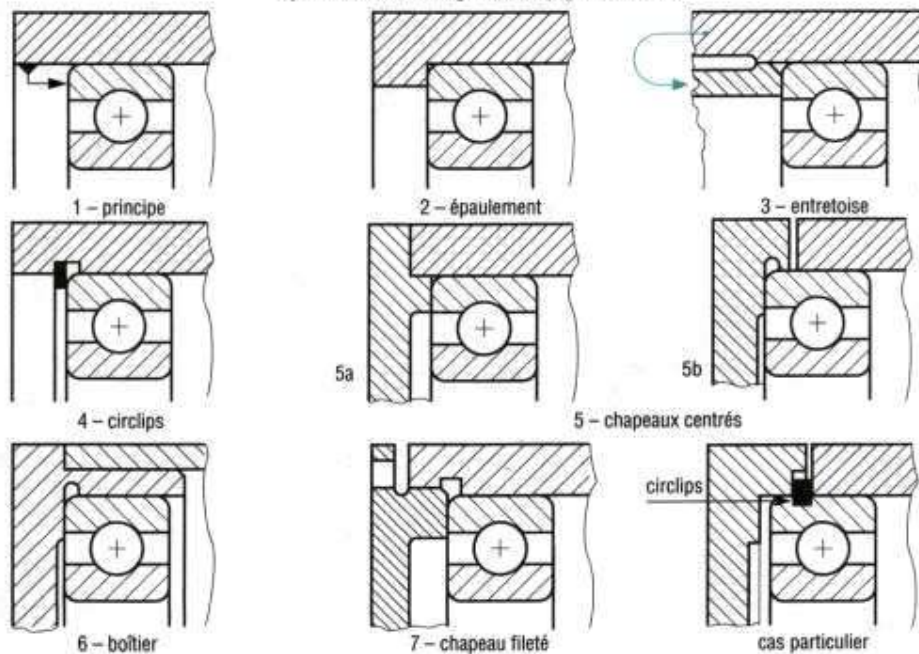 1 – principe
2 – épaulement
3 – entretoise
4 – circlips
5a
5b
5 – chapeaux centrés
circlips
6 – boîtier
7 – chapeau fileté
cas particulier